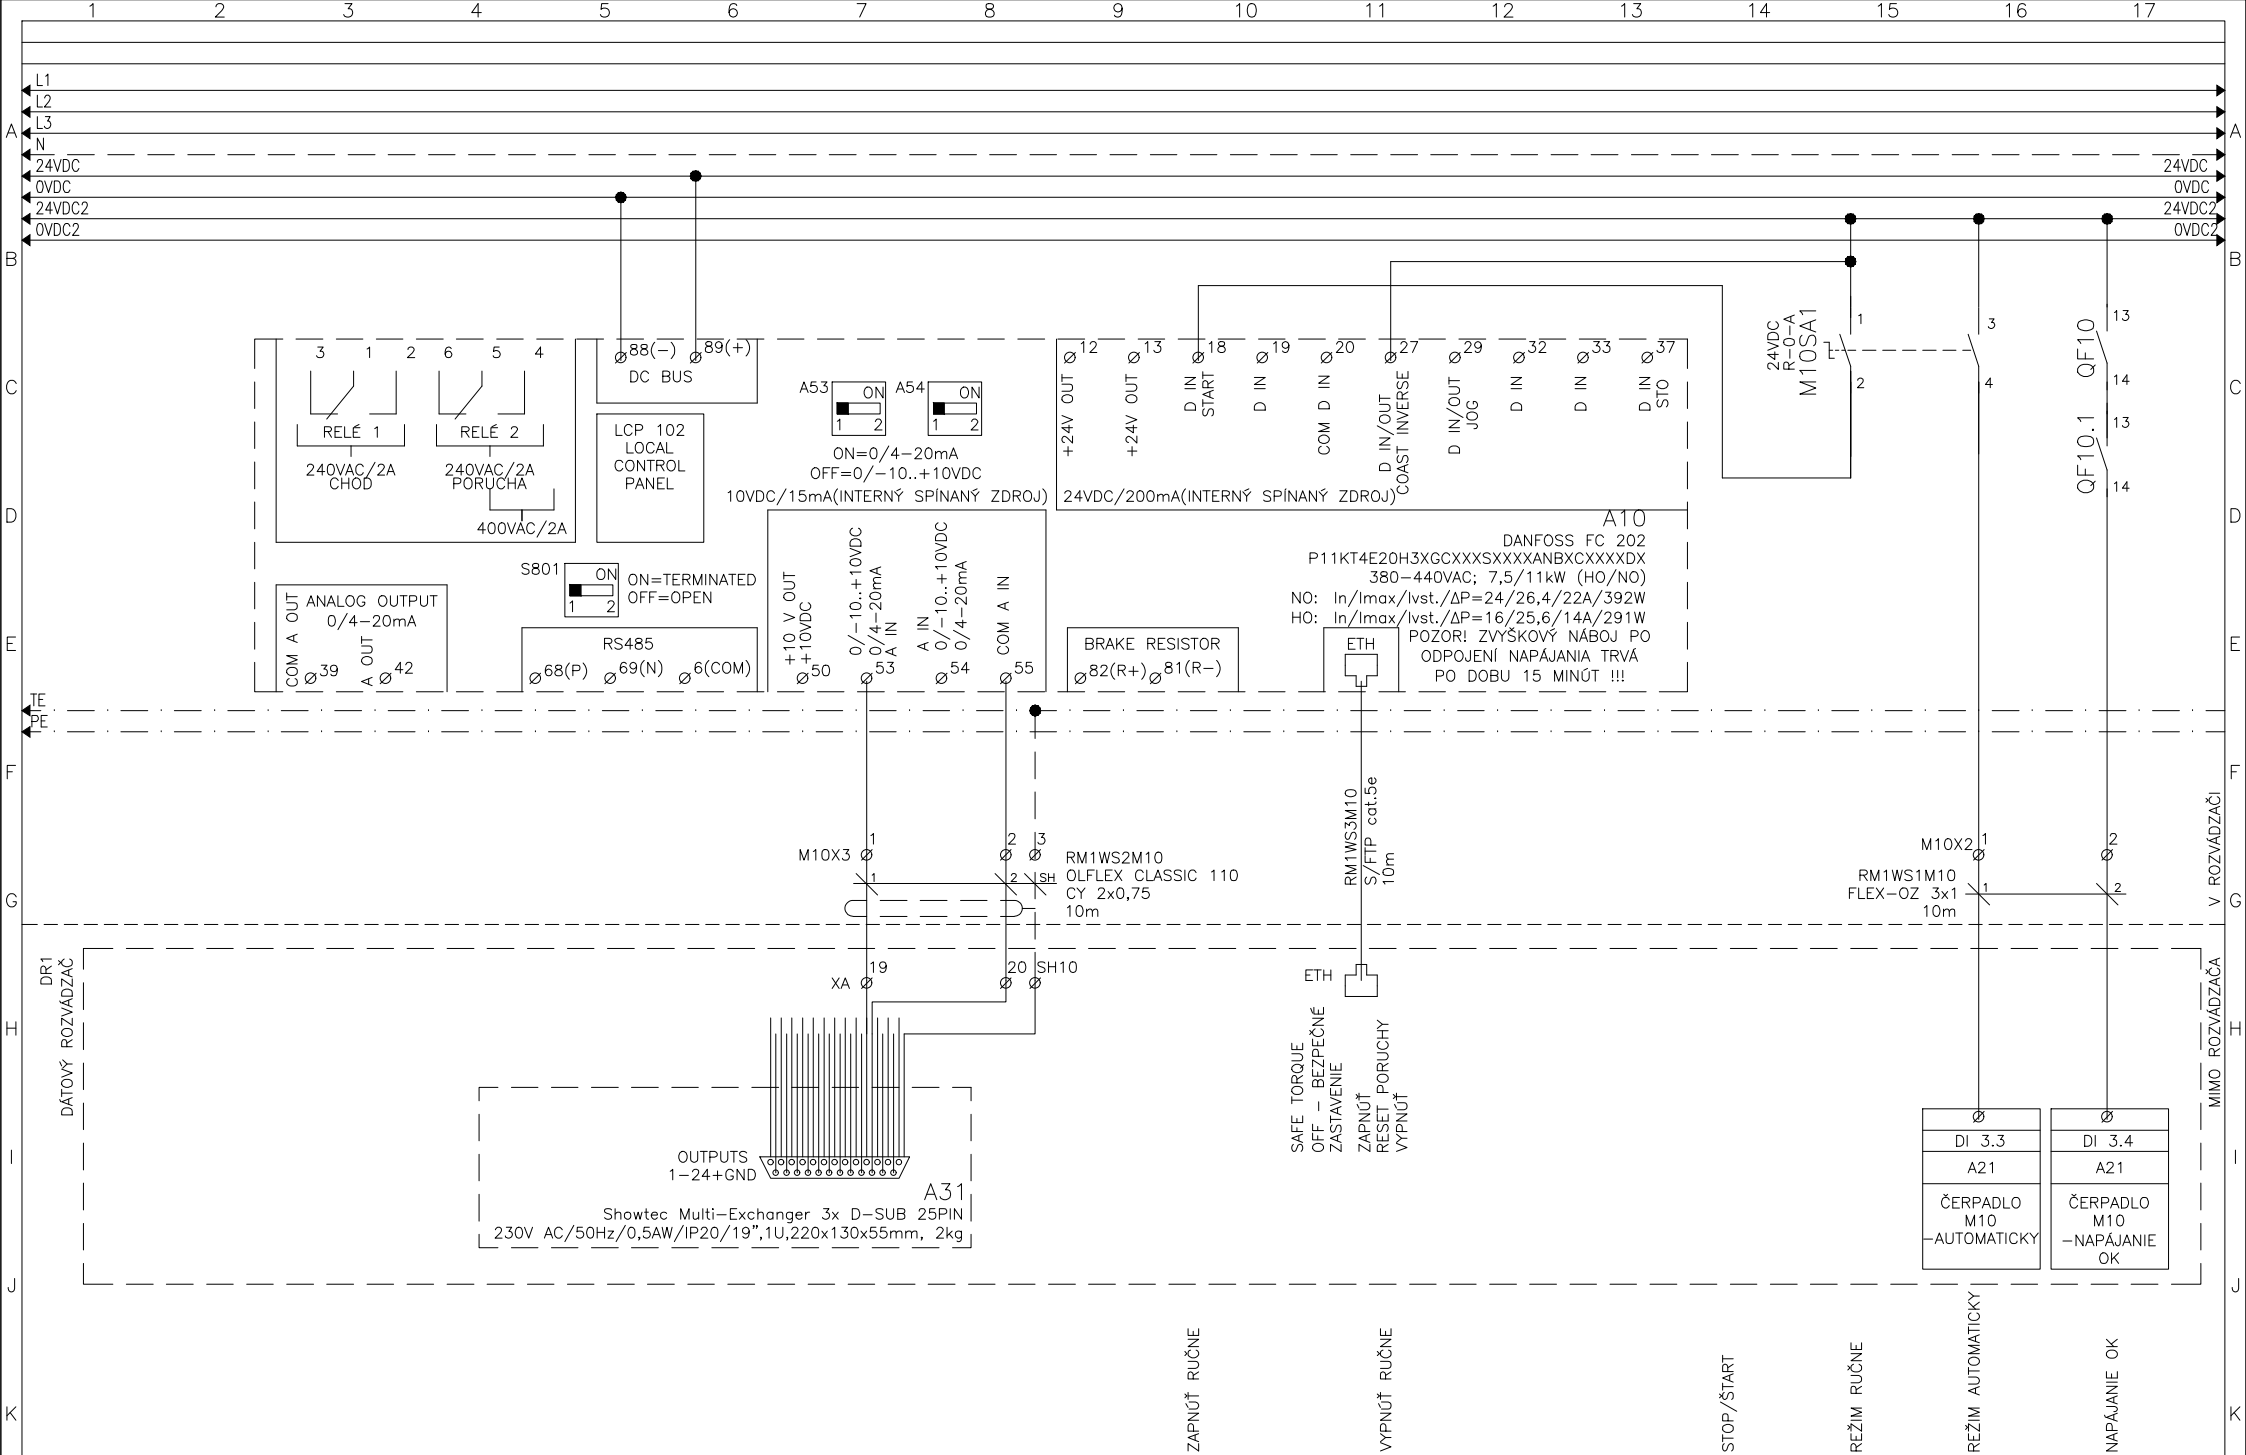 1 2 3 4 5 6 7 8 9 10 11 12 13 14 15 16 17
L1
L2
A L3 A
N
24VDC 24VDC
0VDC 0VDC
24VDC2 24VDC2
0VDC2 0VDC2
B B
24VDC
R-0-A
M10SA1
1
2
3
4
QF10
13
14
QF10.1
13
14
C C
3 1 2 6 5 4
RELÉ 1 RELÉ 2
240VAC/2A
CHOD
240VAC/2A
PORUCHA
400VAC/2A
88(-) 89(+)
DC BUS
LCP 102
LOCAL
CONTROL
PANEL
A53 ON
1 2
A54 ON
1 2
ON=0/4-20mA
OFF=0/-10..+10VDC
10VDC/15mA(INTERNÝ SPÍNANÝ ZDROJ)
12 13 18 19 20 27 29 32 33 37
+24V OUT
+24V OUT
D IN
START
D IN
COM D IN
D IN/OUT
COAST INVERSE
D IN/OUT
JOG
D IN
D IN
D IN
STO
24VDC/200mA(INTERNÝ SPÍNANÝ ZDROJ)
D D
A10
DANFOSS FC 202
P11KT4E20H3XGCXXXSXXXXANBXCXXXXDX
380-440VAC; 7,5/11kW (HO/NO)
NO: In/Imax/Ivst./ΔP=24/26,4/22A/392W
HO: In/Imax/Ivst./ΔP=16/25,6/14A/291W
POZOR! ZVYŠKOVÝ NÁBOJ PO
ODPOJENÍ NAPÁJANIA TRVÁ
PO DOBU 15 MINÚT !!!
S801 ON
1 2
ON=TERMINATED
OFF=OPEN
E E
COM A OUT
ANALOG OUTPUT
0/4-20mA
A OUT
39 42
RS485
68(P) 69(N) 6(COM)
+10 V OUT
+10VDC
0/-10..+10VDC
0/4-20mA
A IN
A IN
0/-10..+10VDC
0/4-20mA
COM A IN
50 53 54 55
BRAKE RESISTOR
82(R+) 81(R-)
ETH
TE
PE
F F
M10X3 1 2 3
1 2 SH
RM1WS2M10
OLFLEX CLASSIC 110
CY 2x0,75
10m
RM1WS3M10
S/FTP cat.5e
10m
M10X2 1 2
RM1WS1M10
FLEX-OZ 3x1
10m
1 2
V ROZVÁDZAČI
G G
DR1
DÁTOVÝ ROZVÁDZAČ
XA 19 20 SH10
ETH
MIMO ROZVÁDZAČA
H H
SAFE TORQUE
OFF - BEZPEČNÉ
ZASTAVENIE
ZAPNÚŤ
RESET PORUCHY
VYPNÚŤ
I I
OUTPUTS
1-24+GND
A31
Showtec Multi-Exchanger 3x D-SUB 25PIN
230V AC/50Hz/0,5AW/IP20/19",1U,220x130x55mm, 2kg
DI 3.3
A21
ČERPADLO
M10
-AUTOMATICKY
DI 3.4
A21
ČERPADLO
M10
-NAPÁJANIE
OK
J J
ZAPNÚŤ RUČNE
VYPNÚŤ RUČNE
STOP/ŠTART
REŽIM RUČNE
REŽIM AUTOMATICKY
NAPÁJANIE OK
K K